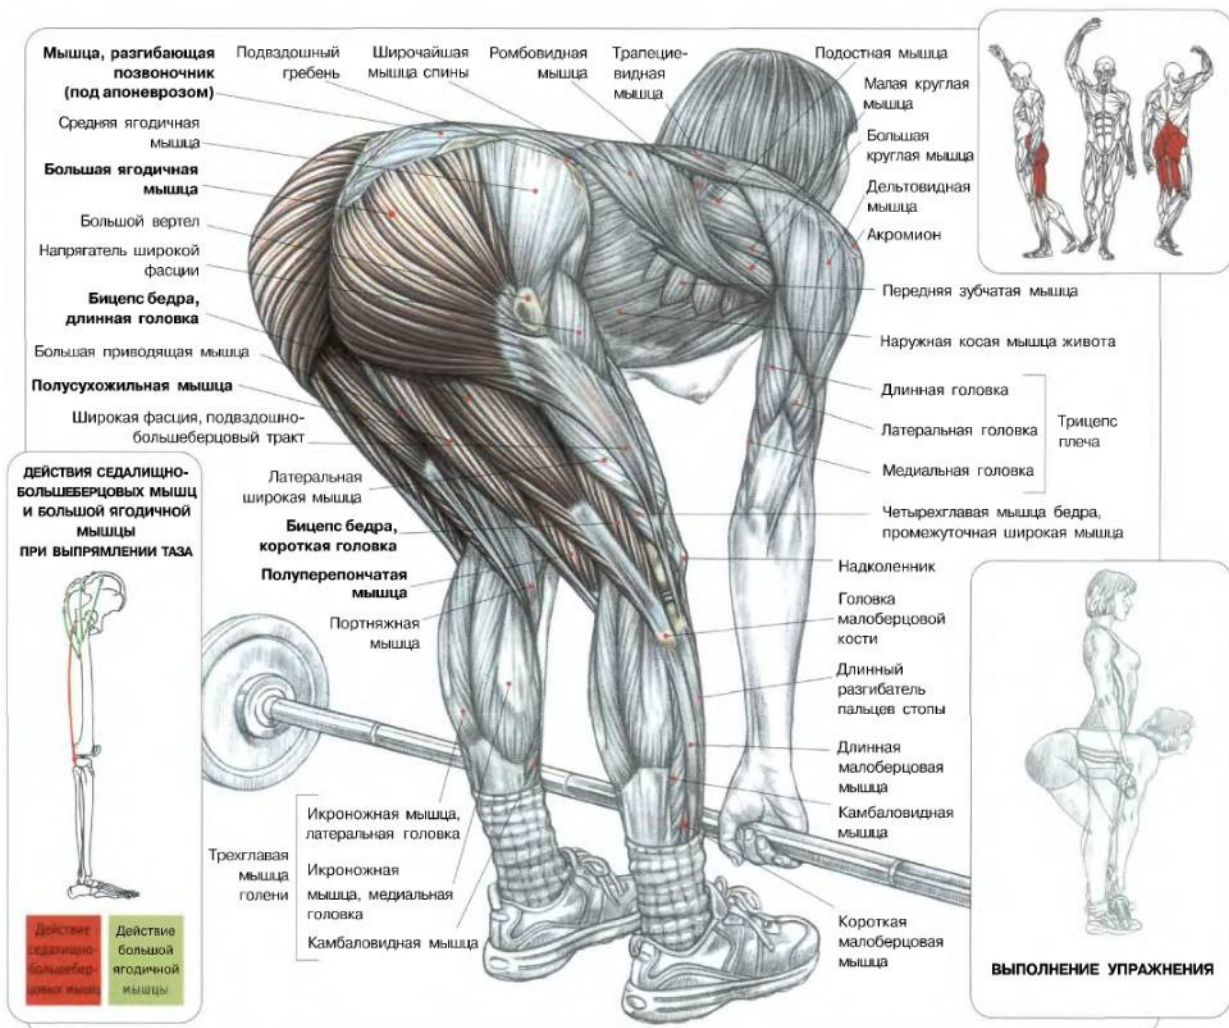 Мышца, разгибающая
позвоночник
(под апоневрозом)
Подвздошный
гребень
Широчайшая
мышца спины
Ромбовидная
мышца
Трапецие-
видная
мышца
Подостная мышца
Малая круглая
мышца
Большая
круглая мышца
Дельтовидная
мышца
Акромион
Средняя ягодичная
мышца
Большая ягодичная
мышца
Большой вертел
Напрягатель широкой
фасции
Бицепс бедра,
длинная головка
Большая приводящая мышца
Полусухожильная мышца
Широкая фасция, подвздошно-
большеберцовый тракт
Латеральная
широкая мышца
Бицепс бедра,
короткая головка
Полуперепончатая
мышца
Портняжная
мышца
Передняя зубчатая мышца
Наружная косая мышца живота
Длинная головка
Латеральная головка
Медиальная головка
Трицепс
плеча
Четырехглавая мышца бедра,
промежуточная широкая мышца
Надколенник
Головка
малоберцовой
кости
Длинный
разгибатель
пальцев стопы
Длинная
малоберцовая
мышца
Камбаловидная
мышца
Короткая
малоберцовая
мышца
Трехглавая
мышца
голени
Икроножная мышца,
латеральная головка
Икроножная
мышца, медиальная
головка
Камбаловидная мышца
ДЕЙСТВИЯ СЕДАЛИЩНО-
БОЛЬШЕБЕРЦОВЫХ МЫШЦ
И БОЛЬШОЙ ЯГОДИЧНОЙ
МЫШЦЫ
ПРИ ВЫПРЯМЛЕНИИ ТАЗА
Действие
седалищно-
большебер-
цовых мышц
Действие
большой
ягодичной
мышцы
ВЫПОЛНЕНИЕ УПРАЖНЕНИЯ